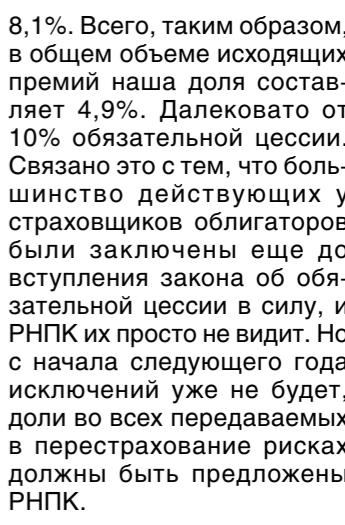 8,1%. Всего, таким образом,
в общем объеме исходящих
премий наша доля состав-
ляет 4,9%. Далековато от
10% обязательной цессии.
Связано это с тем, что боль-
шинство действующих у
страховщиков облигаторов
были заключены еще до
вступления закона об обя-
зательной цессии в силу, и
РНПК их просто не видит. Но
с начала следующего года
исключений уже не будет,
доли во всех передаваемых
в перестрахование рисках
должны быть предложены
РНПК.